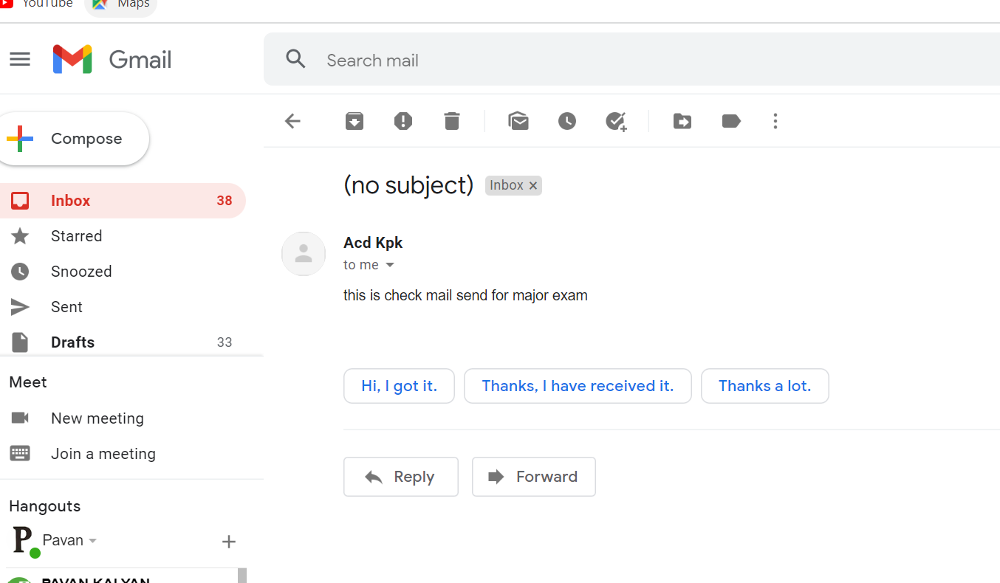 YouTube Maps
Gmail
Search mail
Compose
Inbox 38
Starred
Snoozed
Sent
Drafts 33
Meet
New meeting
Join a meeting
Hangouts
Pavan
PAVAN KALYAN
(no subject) Inbox ×
Acd Kpk
to me
this is check mail send for major exam
Hi, I got it. Thanks, I have received it. Thanks a lot.
Reply Forward